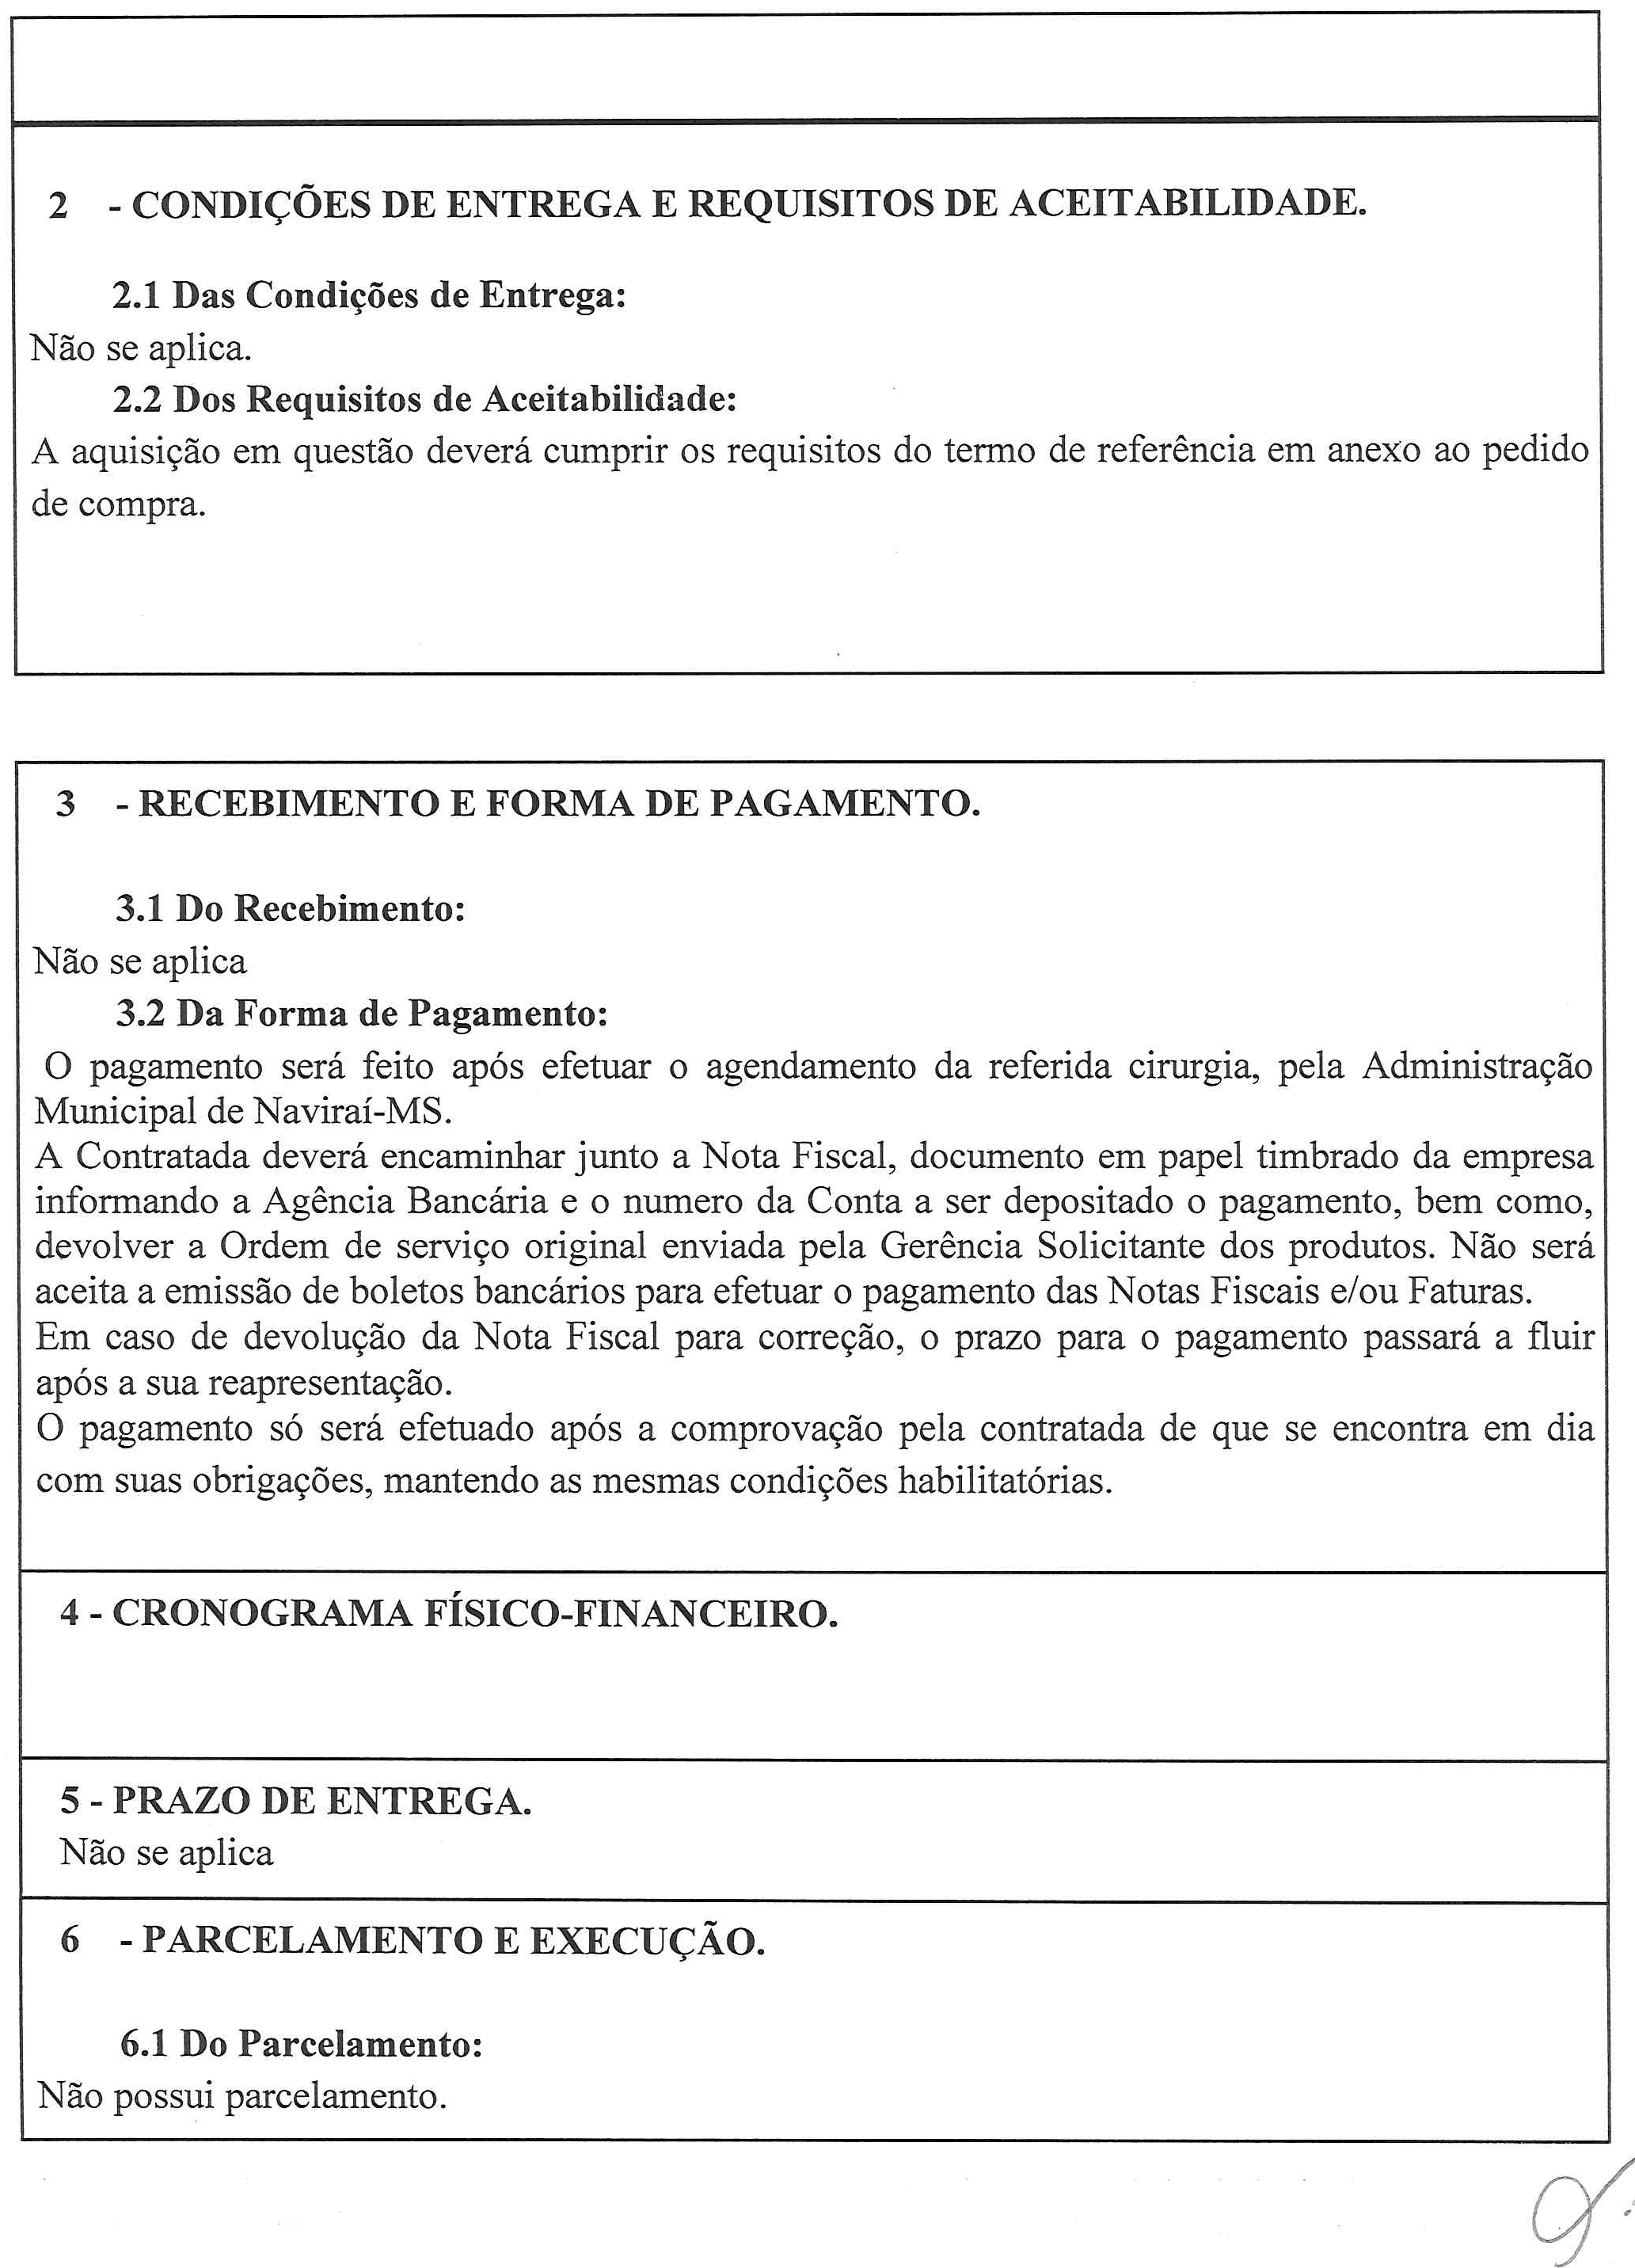 2 - CONDIÇÕES DE ENTREGA E REQUISITOS DE ACEITABILIDADE.
2.1 Das Condições de Entrega:
Não se aplica.
2.2 Dos Requisitos de Aceitabilidade:
A aquisição em questão deverá cumprir os requisitos do termo de referência em anexo ao pedido
de compra.
3 - RECEBIMENTO E FORMA DE PAGAMENTO.
3.1 Do Recebimento:
Não se aplica
3.2 Da Forma de Pagamento:
O pagamento será feito após efetuar o agendamento da referida cirurgia, pela Administração
Municipal de Naviraí-MS.
A Contratada deverá encaminhar junto a Nota Fiscal, documento em papel timbrado da empresa
informando a Agência Bancária e o numero da Conta a ser depositado o pagamento, bem como,
devolver a Ordem de serviço original enviada pela Gerência Solicitante dos produtos. Não será
aceita a emissão de boletos bancários para efetuar o pagamento das Notas Fiscais e/ou Faturas.
Em caso de devolução da Nota Fiscal para correção, o prazo para o pagamento passará a fluir
após a sua reapresentação.
O pagamento só será efetuado após a comprovação pela contratada de que se encontra em dia
com suas obrigações, mantendo as mesmas condições habilitatórias.
4 - CRONOGRAMA FÍSICO-FINANCEIRO.
5 - PRAZO DE ENTREGA.
Não se aplica
6 - PARCELAMENTO E EXECUÇÃO.
6.1 Do Parcelamento:
Não possui parcelamento.